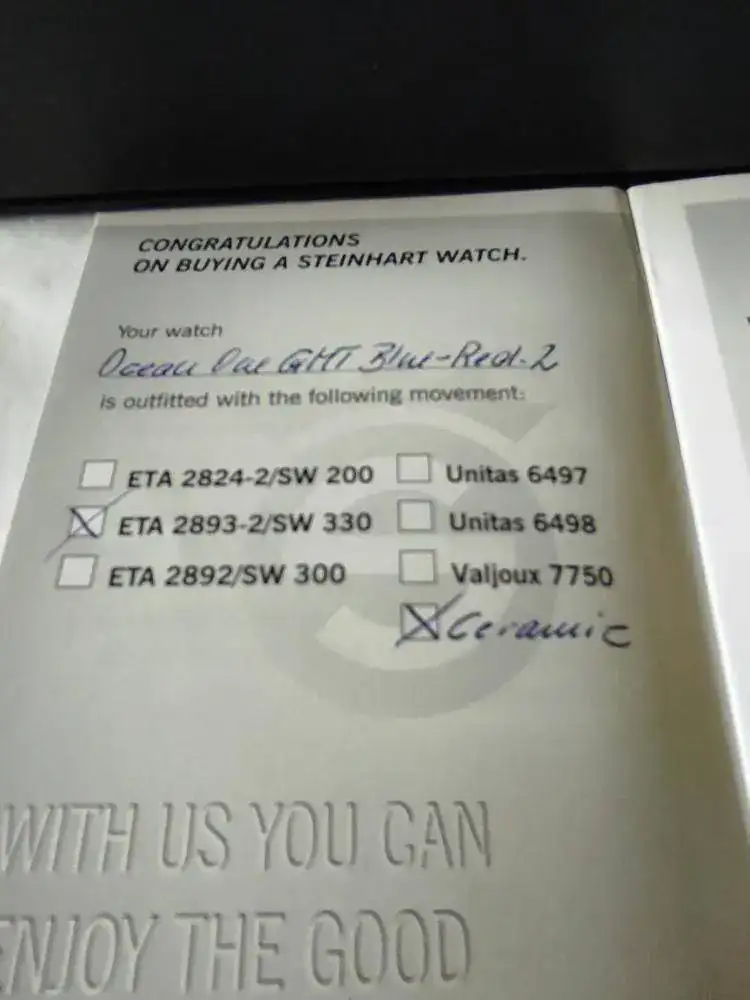 CONGRATULATIONS
ON BUYING A STEINHART WATCH.
Your watch
Ocean One GMT Blue-Red.2
is outfitted with the following movement:
ETA 2824-2/SW 200
ETA 2893-2/SW 330
ETA 2892/SW 300
Unitas 6497
Unitas 6498
Valjoux 7750
Ceramic
WITH US YOU CAN
ENJOY THE GOOD